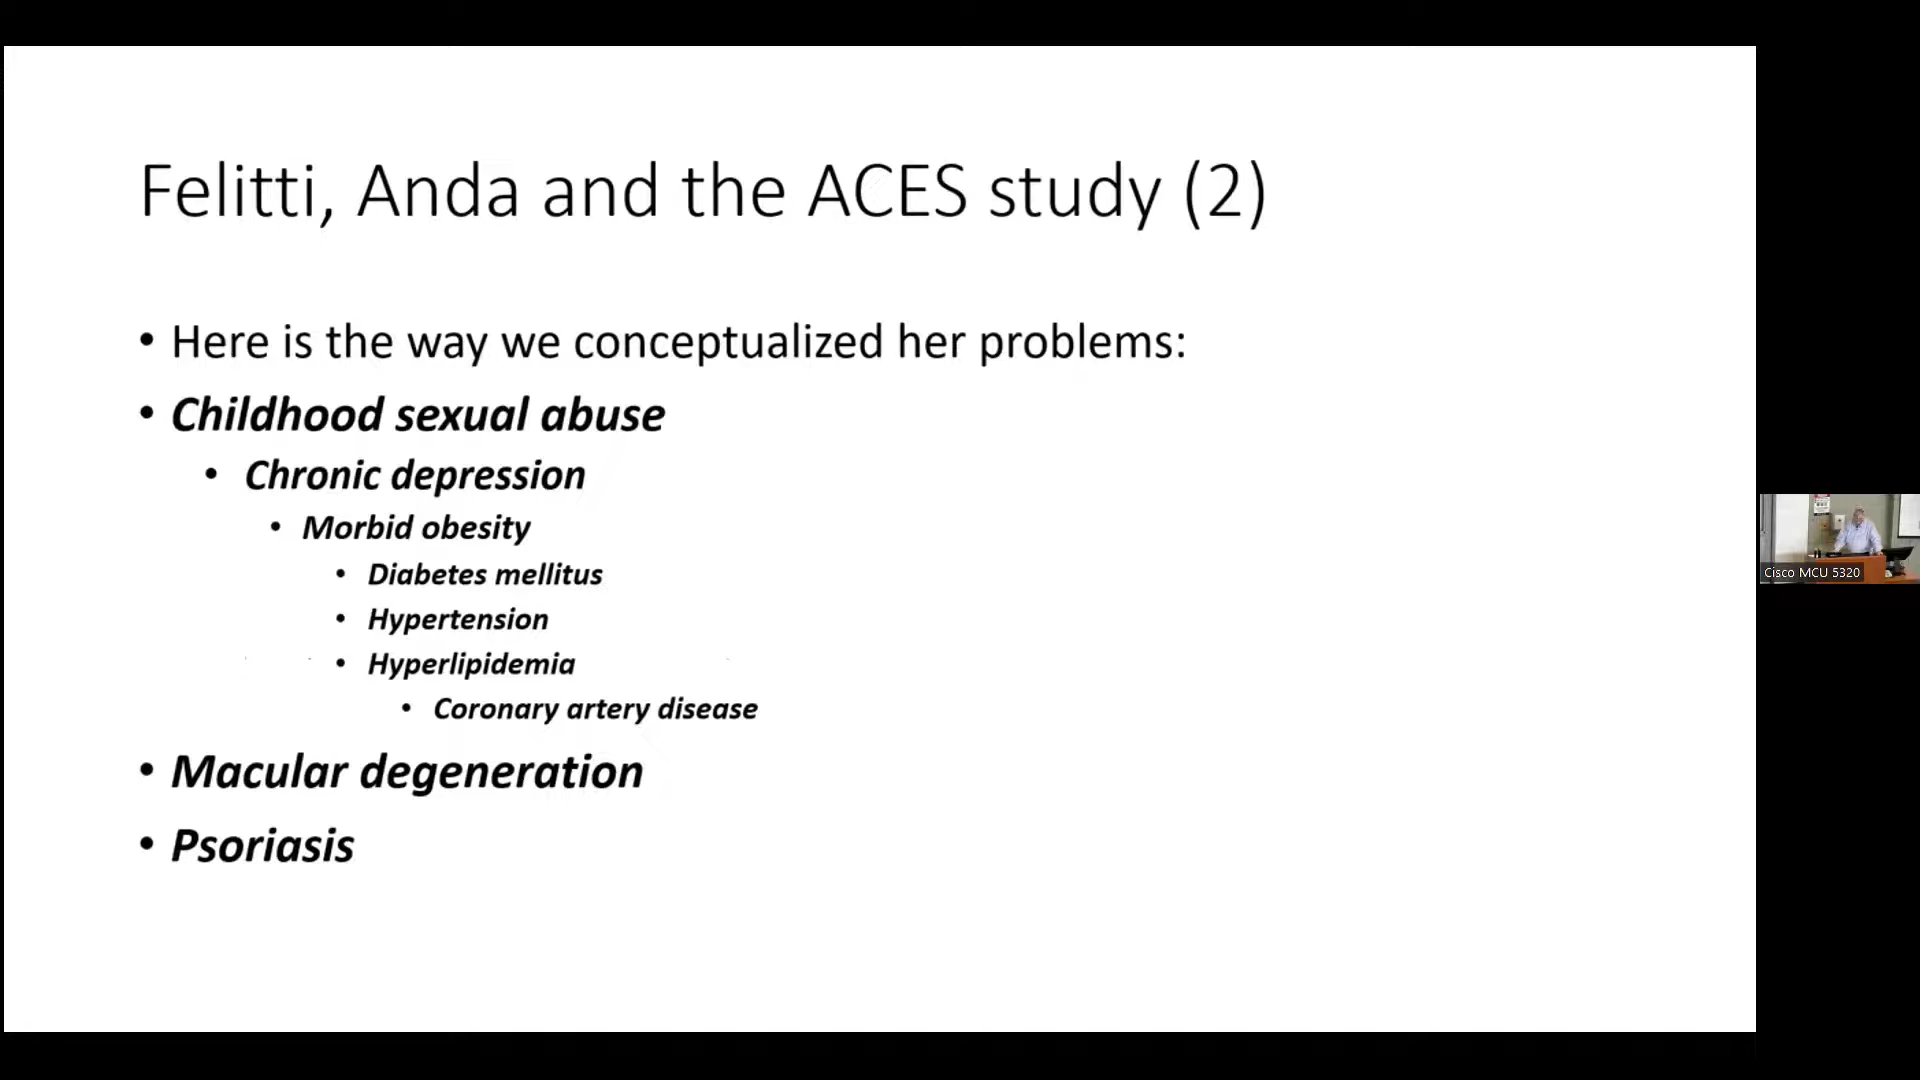 Felitti, Anda and the ACES study (2)
• Here is the way we conceptualized her problems:
• Childhood sexual abuse
• Chronic depression
• Morbid obesity
• Diabetes mellitus
• Hypertension
• Hyperlipidemia
• Coronary artery disease
• Macular degeneration
• Psoriasis
Cisco MCU 5320